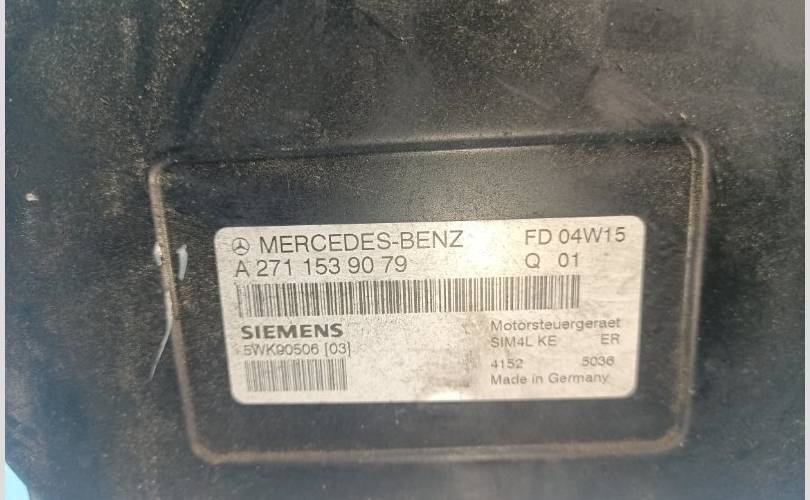 MERCEDES-BENZ FD 04W15
A 271 153 90 79 Q 01
SIEMENS
5WK90506 [03]
Motorsteuergeraet
SIM4L KE ER
4152 5036
Made in Germany